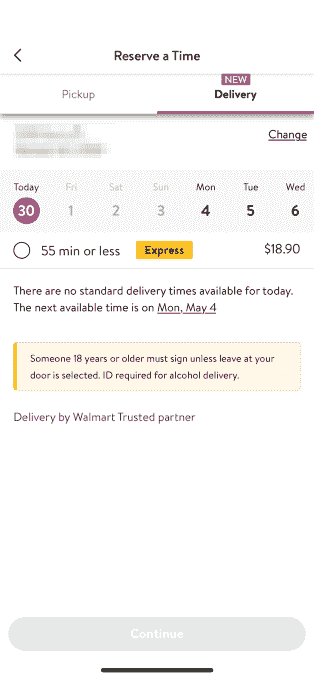 Reserve a Time
NEW
Pickup
Delivery
Change
Today Fri Sat Sun Mon Tue Wed
30 1 2 3 4 5 6
55 min or less Express $18.90
There are no standard delivery times available for today.
The next available time is on Mon, May 4
Someone 18 years or older must sign unless leave at your
door is selected. ID required for alcohol delivery.
Delivery by Walmart Trusted partner
Continue